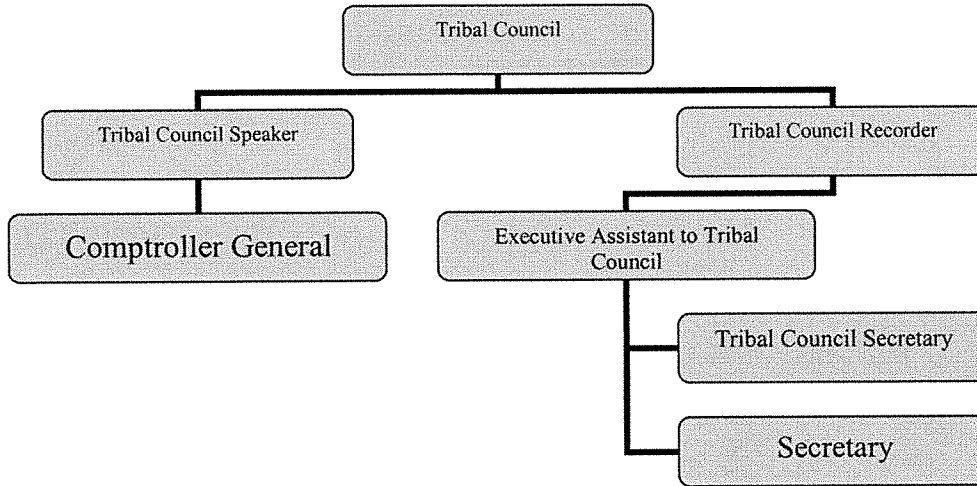 Tribal Council
Tribal Council Speaker
Tribal Council Recorder
Comptroller General
Executive Assistant to Tribal
Council
Tribal Council Secretary
Secretary